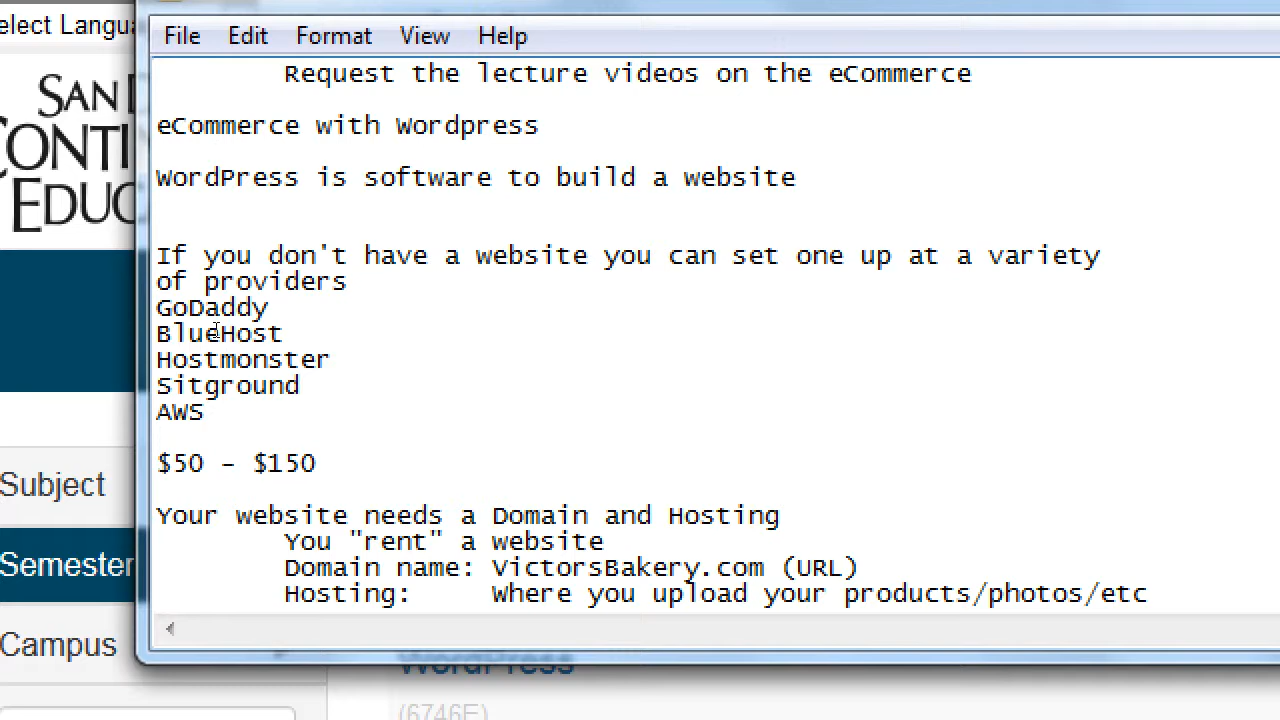 elect Langua
File Edit Format View Help
SAN
CONTI
EDUC
Request the lecture videos on the eCommerce
eCommerce with Wordpress
WordPress is software to build a website
If you don't have a website you can set one up at a variety
of providers
GoDaddy
BlueHost
Hostmonster
Sitground
AWS
$50 - $150
Your website needs a Domain and Hosting
You "rent" a website
Domain name: VictorsBakery.com (URL)
Hosting: Where you upload your products/photos/etc
Subject
Semester
Campus
WordPress
(6746E)